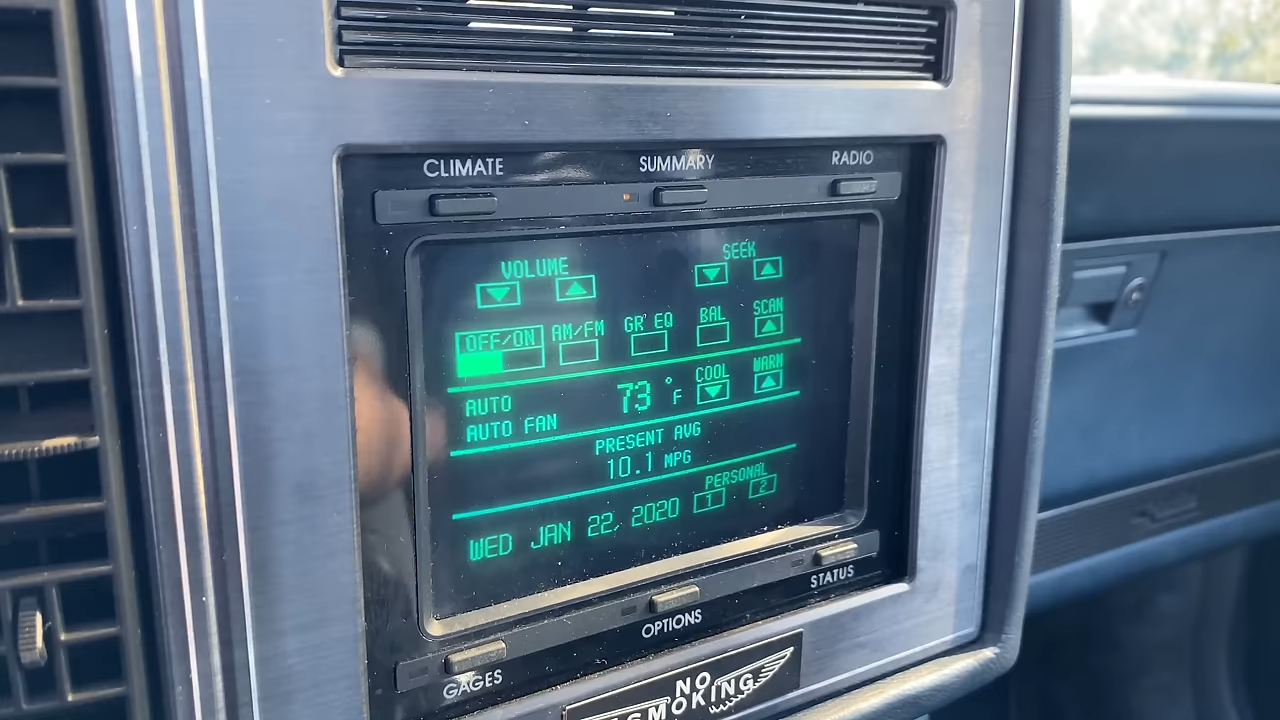 CLIMATE SUMMARY RADIO
VOLUME SEEK
OFF/ON AM/FM GR EQ BAL SCAN
AUTO 73 °F COOL WARM
AUTO FAN
PRESENT AVG
10.1 MPG
PERSONAL
WED JAN 22, 2020 1 2
GAGES OPTIONS STATUS
NO
SMOKING